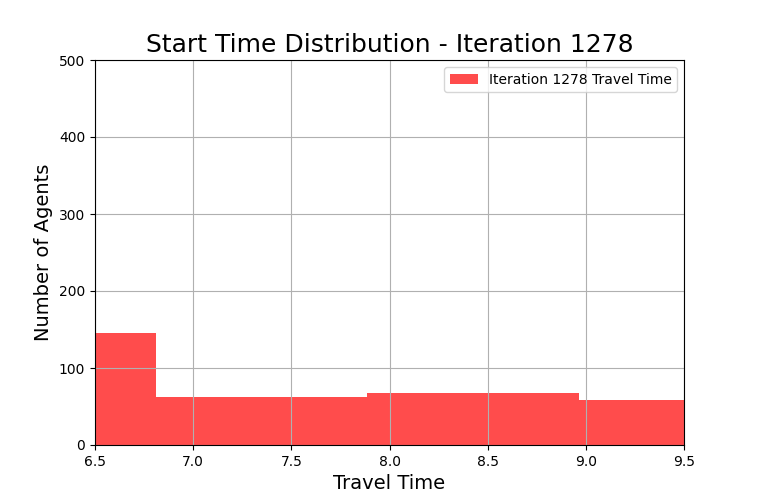 Start Time Distribution - Iteration 1278
Iteration 1278 Travel Time
Number of Agents
500
400
300
200
100
0
6.5 7.0 7.5 8.0 8.5 9.0 9.5
Travel Time